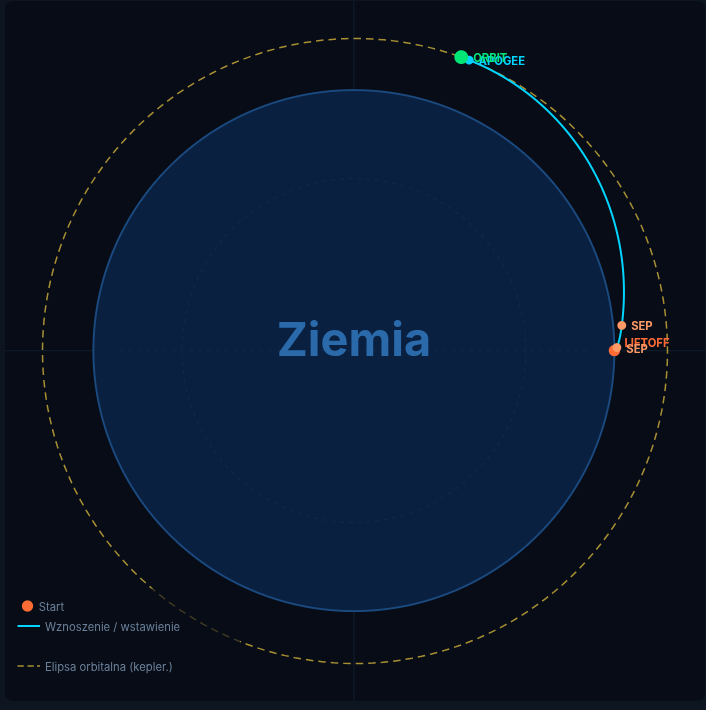 ORBIT
APOGEE
Ziemia
SEP
LIFTOFF
SEP
Start
Wznoszenie / wstawienie
Elipsa orbitalna (kepler.)